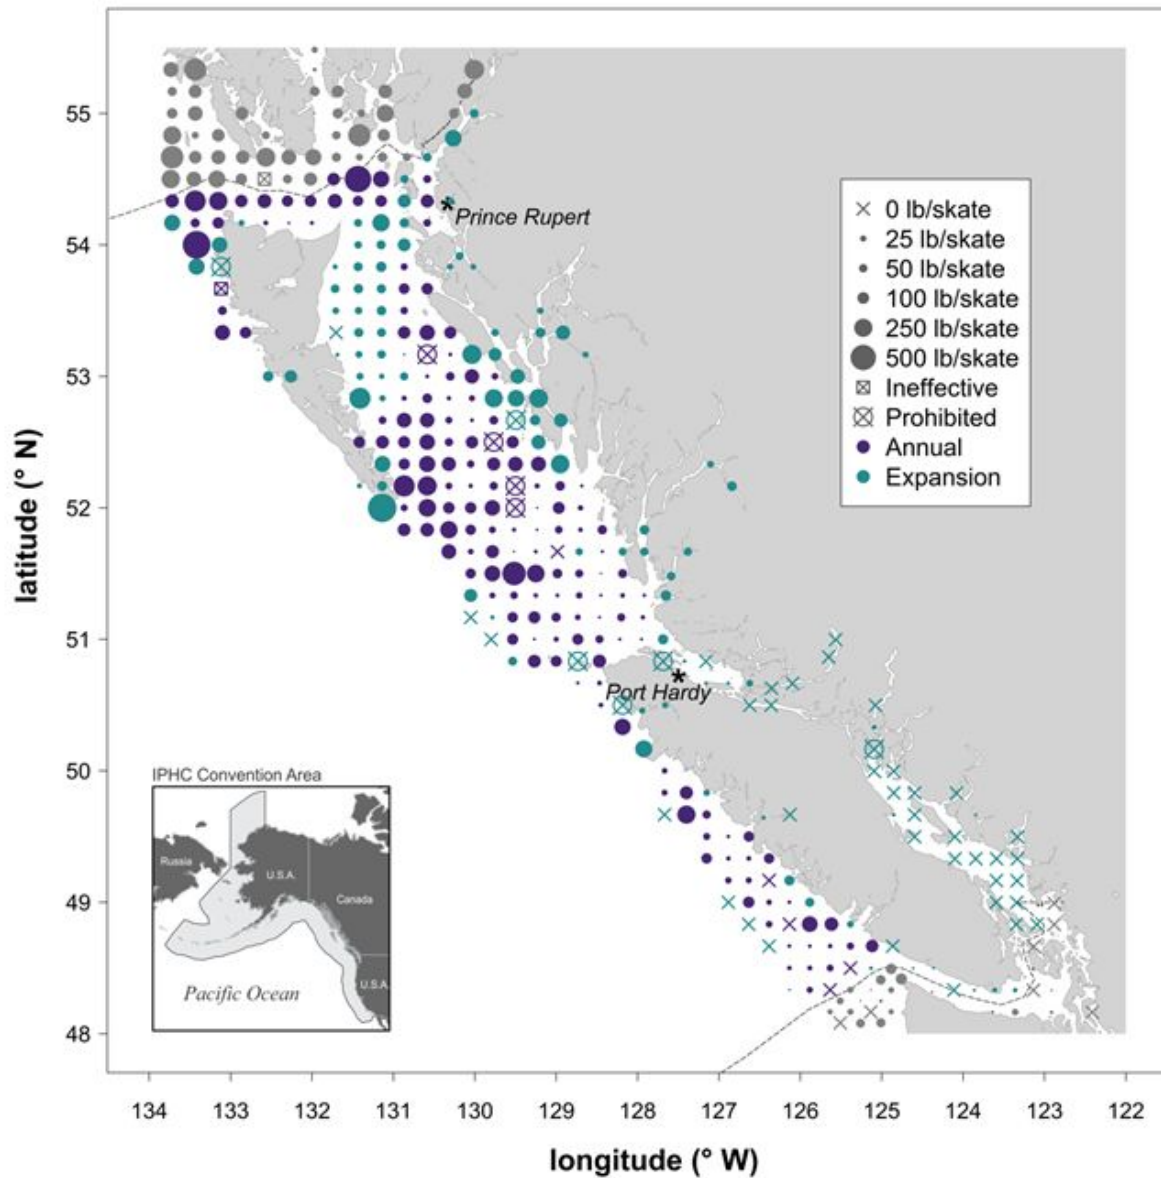 55
54
53
52
51
50
49
48
latitude (° N)
134 133 132 131 130 129 128 127 126 125 124 123 122
longitude (° W)
Prince Rupert
Port Hardy
0 lb/skate
25 lb/skate
50 lb/skate
100 lb/skate
250 lb/skate
500 lb/skate
Ineffective
Prohibited
Annual
Expansion
IPHC Convention Area
Russia
U.S.A.
Canada
U.S.A.
Pacific Ocean